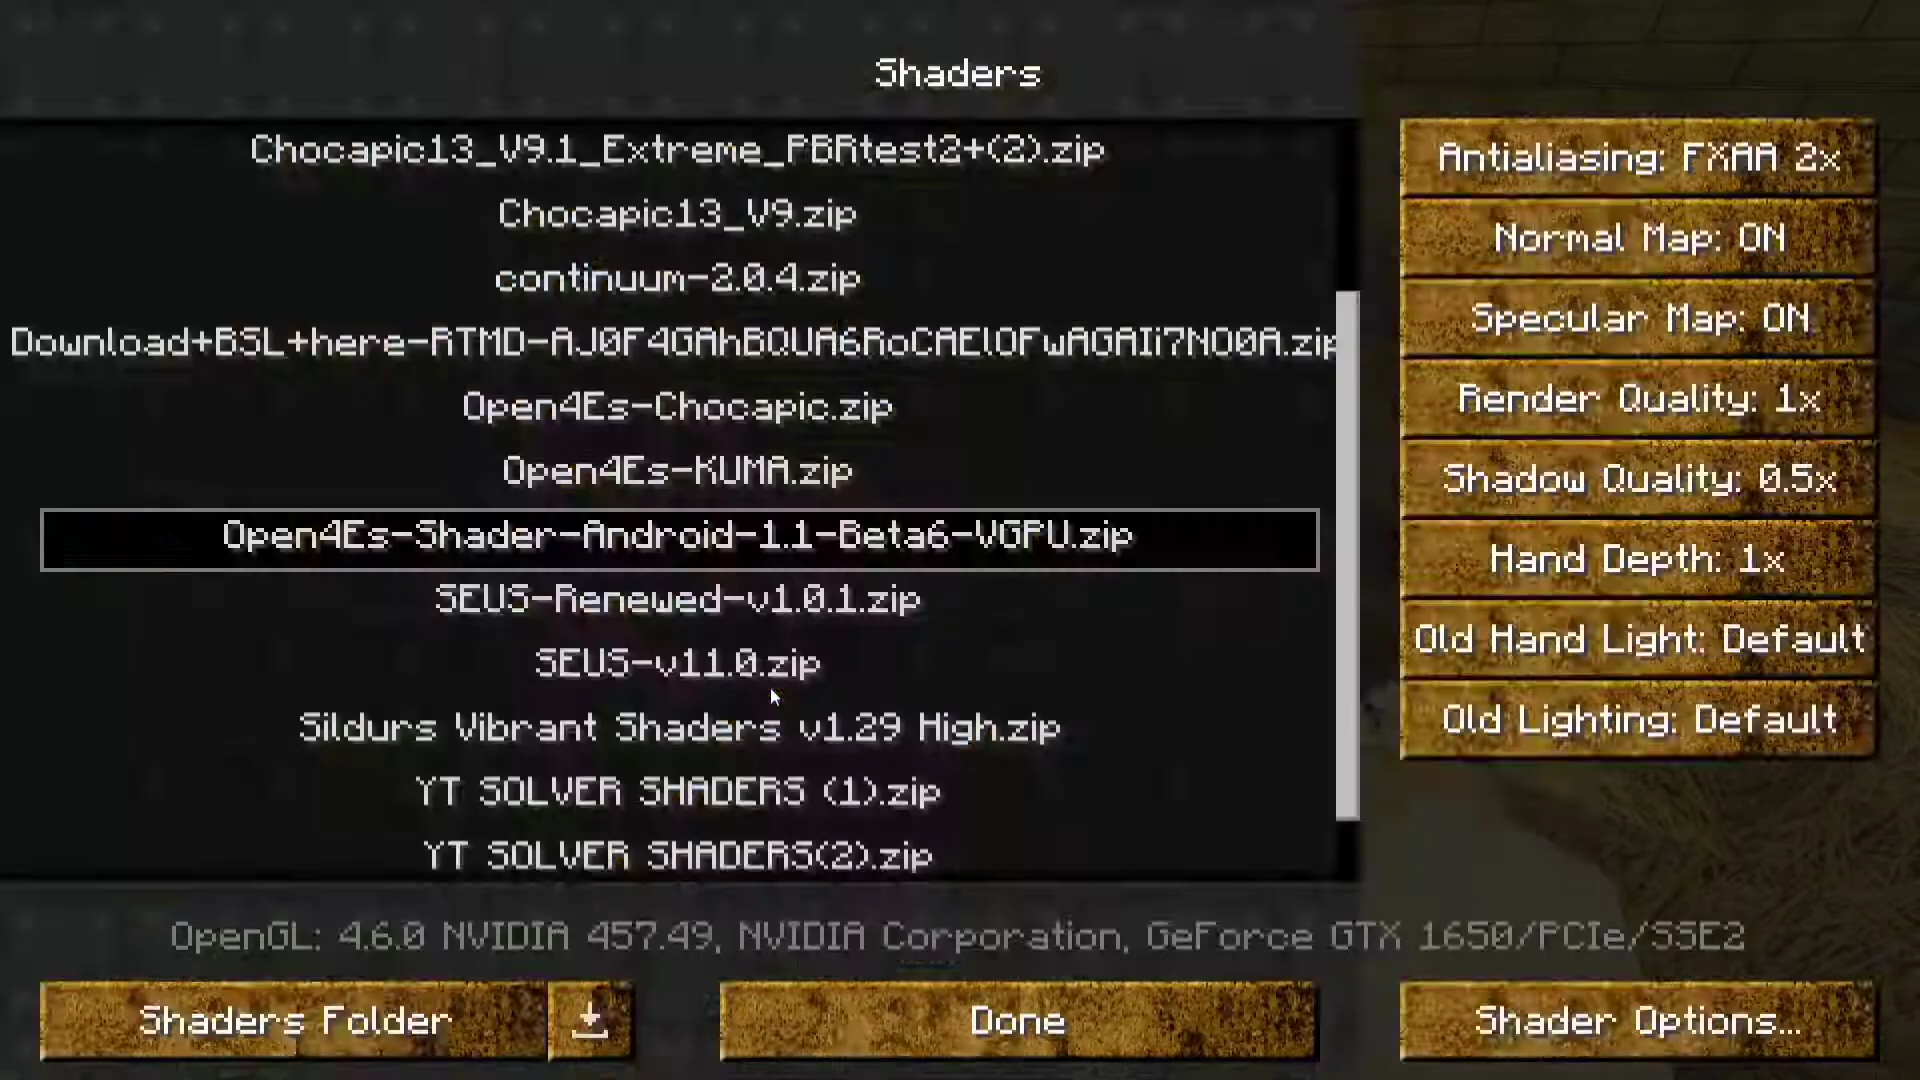 Shaders
Chocapic13_V9.1_Extreme_PBRtest2+(2).zip
Chocapic13_V9.zip
continuum-2.0.4.zip
Download+BSL+here-RTMD-AJ0F4GAhBQUA6RoCAElOFwAGAIi7NO0A.zip
Open4Es-Chocapic.zip
Open4Es-KUMA.zip
Open4Es-Shader-Android-1.1-Beta6-VGPU.zip
SEUS-Renewed-v1.0.1.zip
SEUS-v11.0.zip
Sildurs Vibrant Shaders v1.29 High.zip
YT SOLVER SHADERS (1).zip
YT SOLVER SHADERS(2).zip
Antialiasing: FXAA 2x
Normal Map: ON
Specular Map: ON
Render Quality: 1x
Shadow Quality: 0.5x
Hand Depth: 1x
Old Hand Light: Default
Old Lighting: Default
OpenGL: 4.6.0 NVIDIA 457.49, NVIDIA Corporation, GeForce GTX 1650/PCIe/SSE2
Shaders Folder
Done
Shader Options...